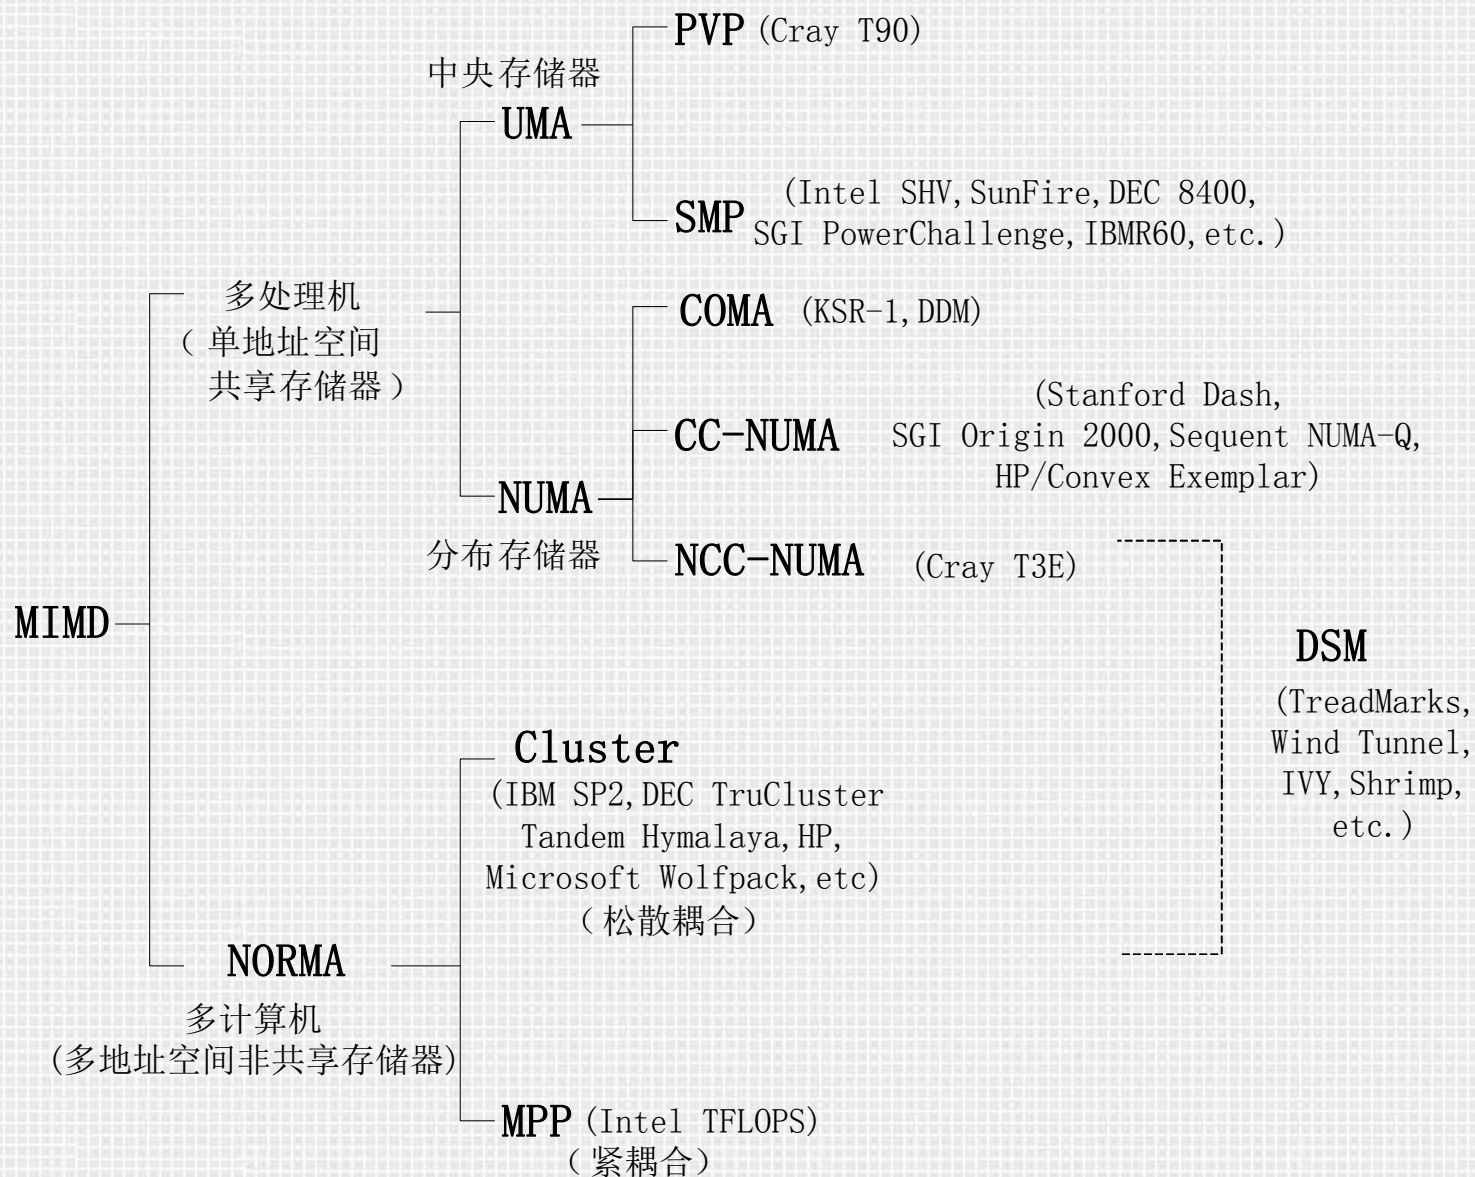 PVP (Cray T90)
中央存储器
UMA
(Intel SHV,SunFire,DEC 8400,
SMP
SGI PowerChallenge,IBMR60,etc.)
多处理机
（单地址空间
共享存储器）
COMA (KSR-1,DDM)
(Stanford Dash,
CC-NUMA SGI Origin 2000,Sequent NUMA-Q,
HP/Convex Exemplar)
NUMA
分布存储器
NCC-NUMA (Cray T3E)
MIMD
DSM
(TreadMarks,
Wind Tunnel,
IVY,Shrimp,
etc.)
Cluster
(IBM SP2,DEC TruCluster
Tandem Hymalaya,HP,
Microsoft Wolfpack,etc)
（松散耦合）
NORMA
多计算机
(多地址空间非共享存储器)
MPP (Intel TFLOPS)
（紧耦合）